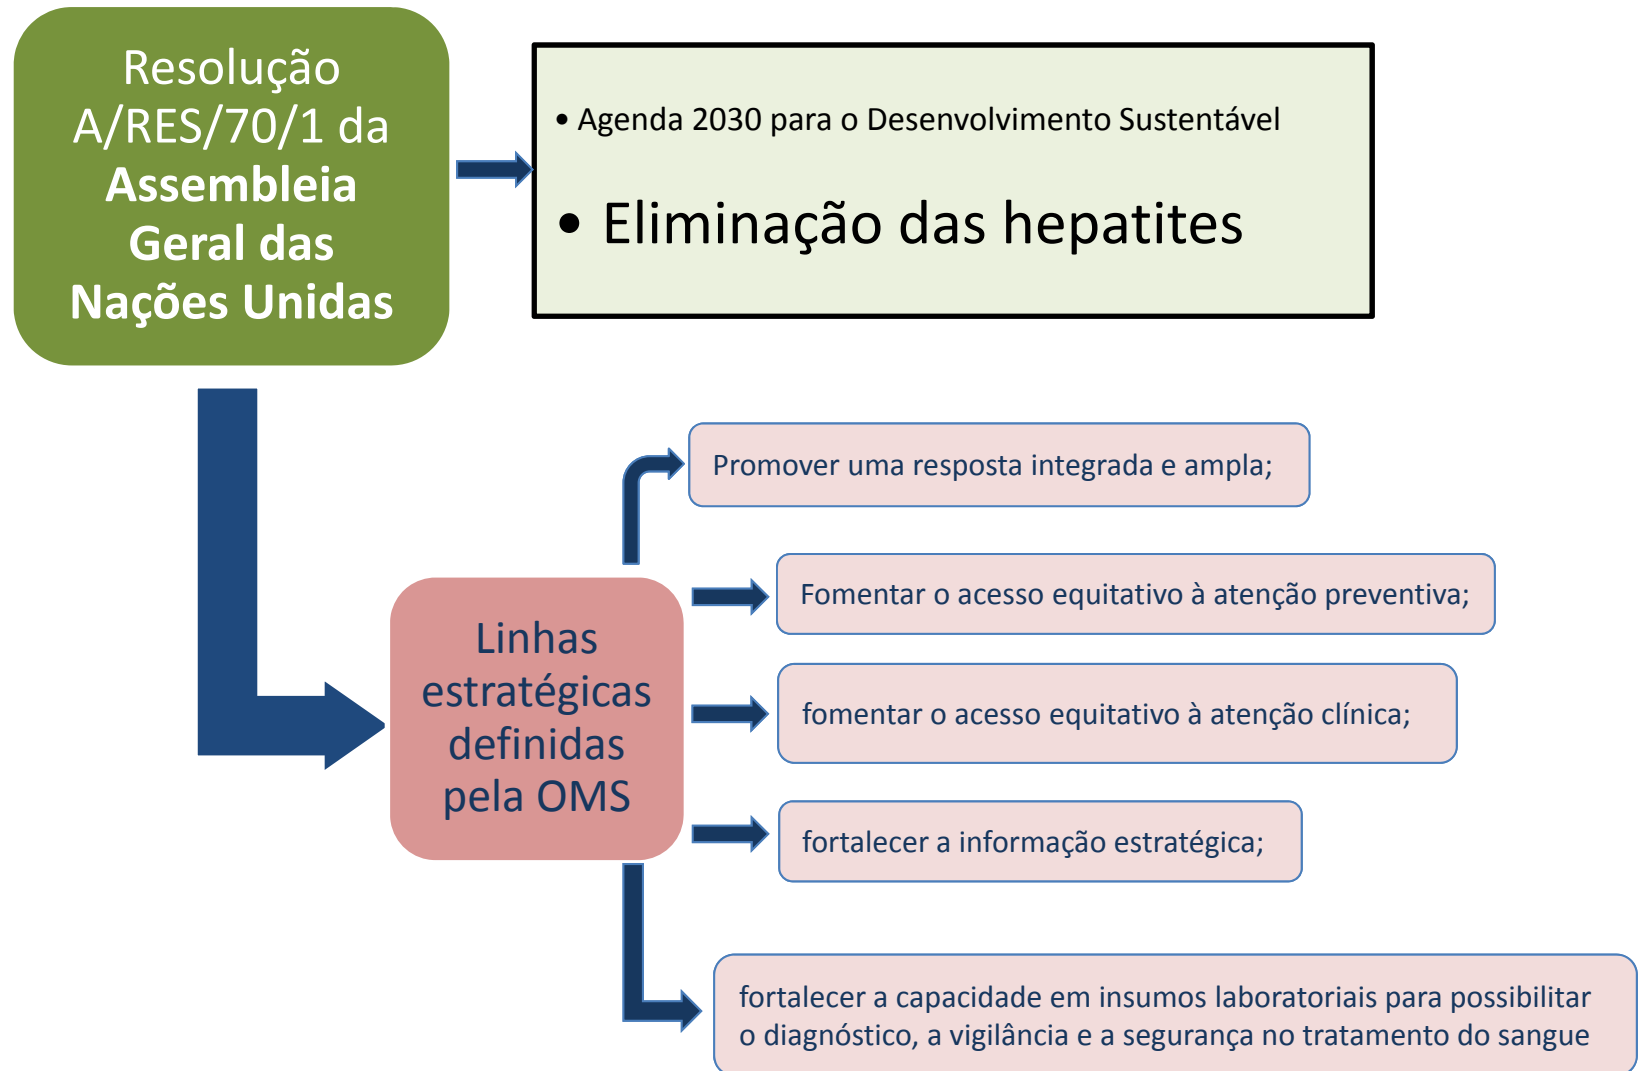 Resolução
A/RES/70/1 da
Assembleia
Geral das
Nações Unidas
• Agenda 2030 para o Desenvolvimento Sustentável
• Eliminação das hepatites
Linhas
estratégicas
definidas
pela OMS
Promover uma resposta integrada e ampla;
Fomentar o acesso equitativo à atenção preventiva;
fomentar o acesso equitativo à atenção clínica;
fortalecer a informação estratégica;
fortalecer a capacidade em insumos laboratoriais para possibilitar
o diagnóstico, a vigilância e a segurança no tratamento do sangue